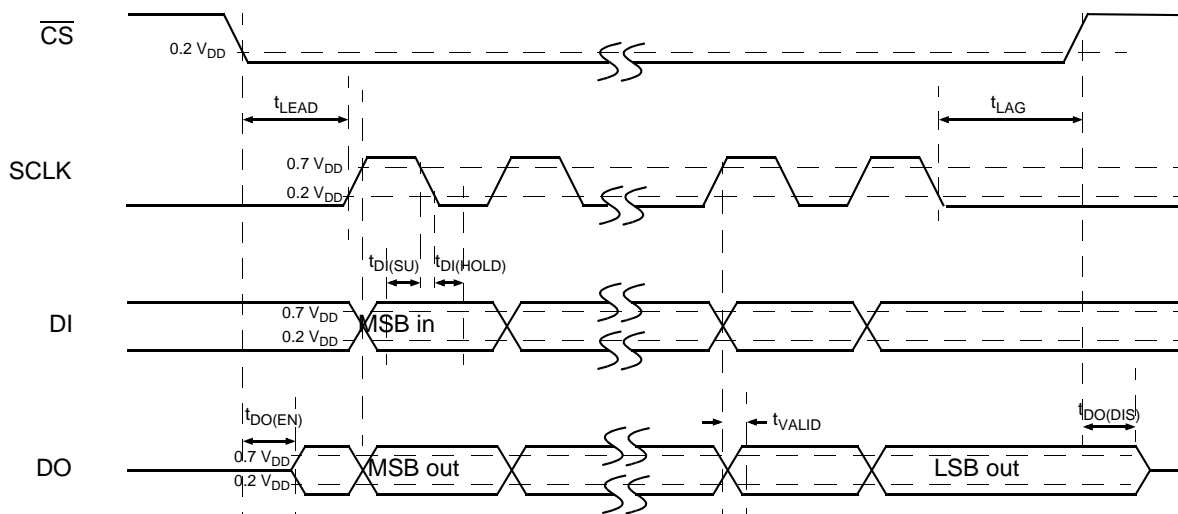 CS
0.2 VDD
tLEAD
tLAG
SCLK
0.7 VDD
0.2 VDD
tDI(SU)
tDI(HOLD)
DI
0.7 VDD
MSB in
0.2 VDD
tDO(EN)
tVALID
tDO(DIS)
DO
0.7 VDD
MSB out
LSB out
0.2 VDD